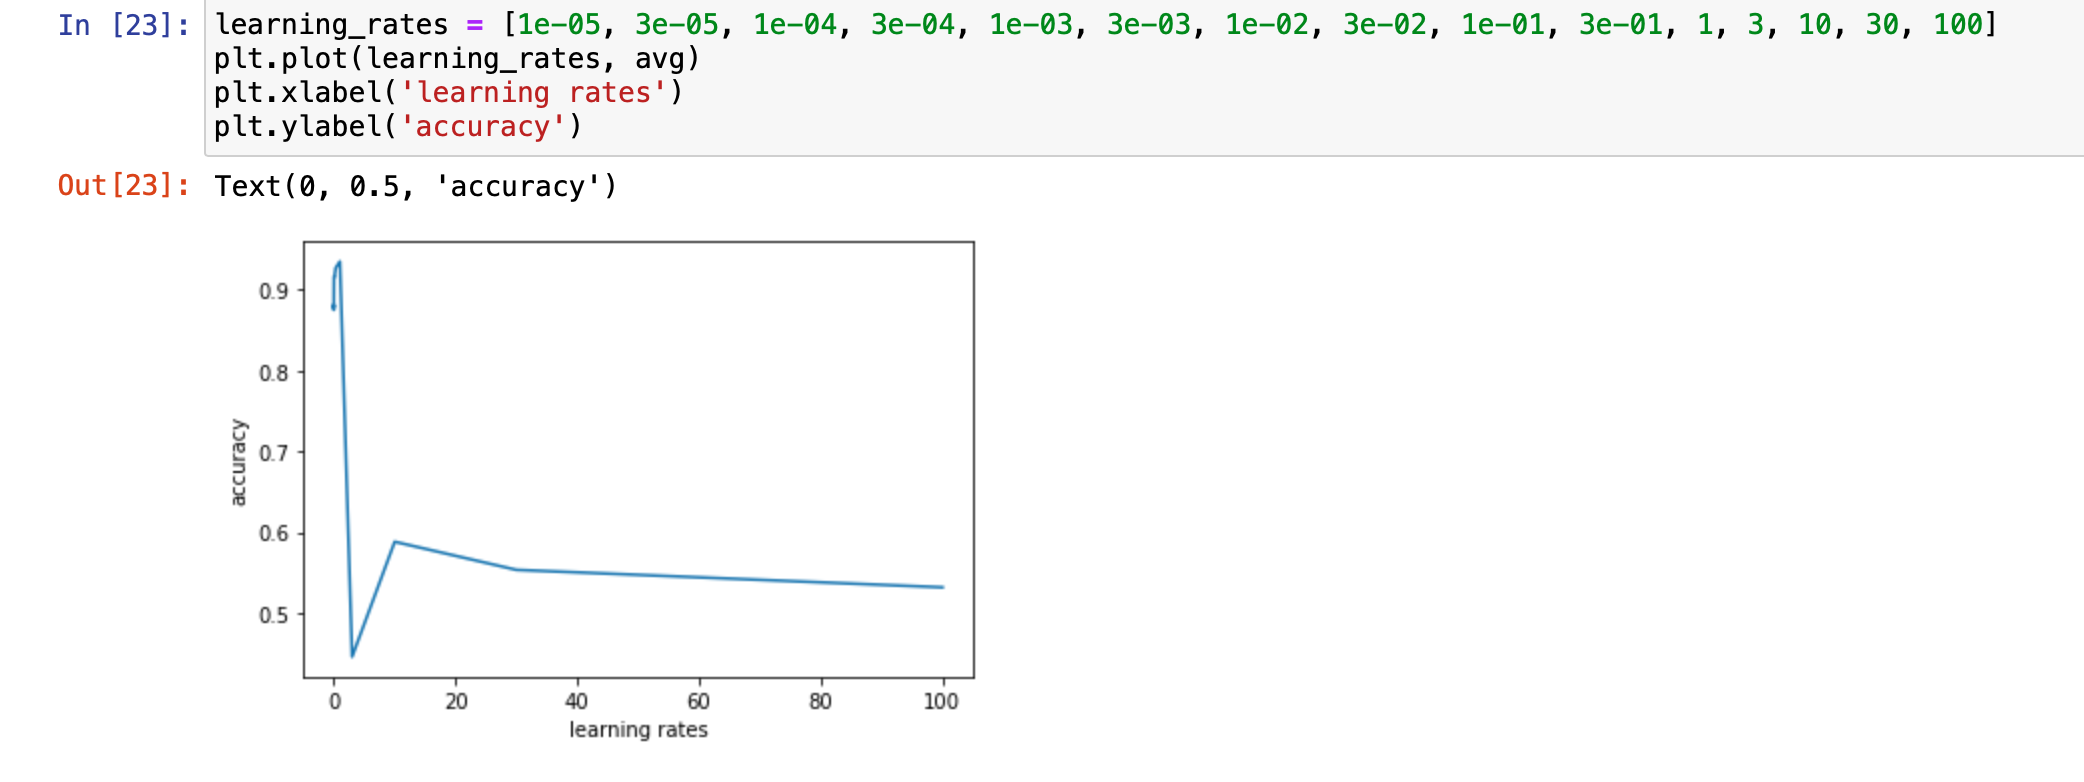 In [23]: learning_rates = [1e-05, 3e-05, 1e-04, 3e-04, 1e-03, 3e-03, 1e-02, 3e-02, 1e-01, 3e-01, 1, 3, 10, 30, 100]
plt.plot(learning_rates, avg)
plt.xlabel('learning rates')
plt.ylabel('accuracy')
Out[23]: Text(0, 0.5, 'accuracy')
0.9
0.8
0.7
0.6
0.5
accuracy
0 20 40 60 80 100
learning rates